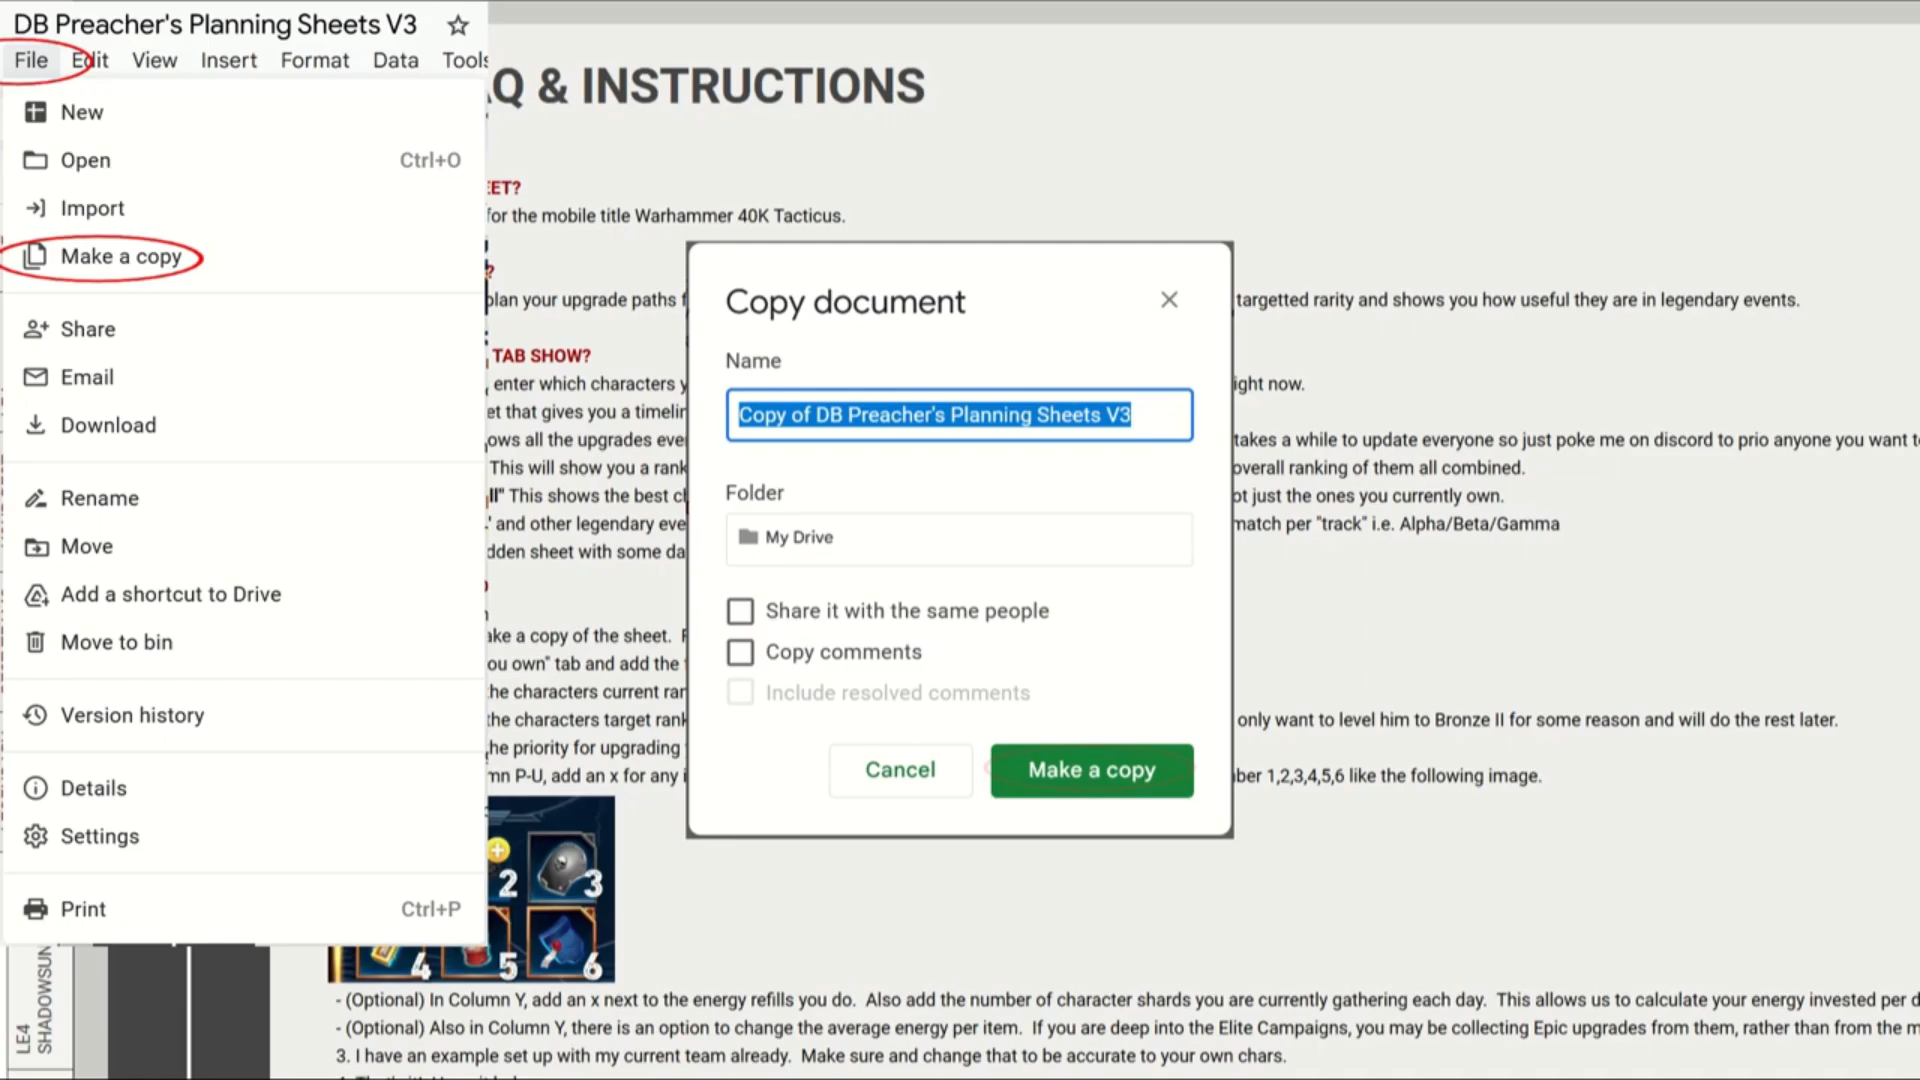 DB Preacher's Planning Sheets V3
File Edit View Insert Format Data Tools
New
Open Ctrl+O
Import
Make a copy
Share
Email
Download
Rename
Move
Add a shortcut to Drive
Move to bin
Version history
Details
Settings
Print Ctrl+P
Q & INSTRUCTIONS
EET?
for the mobile title Warhammer 40K Tacticus.
?
plan your upgrade paths f
targetted rarity and shows you how useful they are in legendary events.
TAB SHOW?
enter which characters y
ight now.
et that gives you a timelin
ows all the upgrades eve
takes a while to update everyone so just poke me on discord to prio anyone you want t
This will show you a rank
overall ranking of them all combined.
ll" This shows the best c
ot just the ones you currently own.
' and other legendary eve
match per "track" i.e. Alpha/Beta/Gamma
dden sheet with some da
ake a copy of the sheet.
ou own" tab and add the
the characters current ran
the characters target rank
only want to level him to Bronze II for some reason and will do the rest later.
he priority for upgrading
mn P-U, add an x for any i
ber 1,2,3,4,5,6 like the following image.
Copy document
Name
Copy of DB Preacher's Planning Sheets V3
Folder
My Drive
Share it with the same people
Copy comments
Include resolved comments
Cancel Make a copy
2 3
4 5 6
LE4
SHADOWSUN
- (Optional) In Column Y, add an x next to the energy refills you do. Also add the number of character shards you are currently gathering each day. This allows us to calculate your energy invested per d
- (Optional) Also in Column Y, there is an option to change the average energy per item. If you are deep into the Elite Campaigns, you may be collecting Epic upgrades from them, rather than from the m
3. I have an example set up with my current team already. Make sure and change that to be accurate to your own chars.